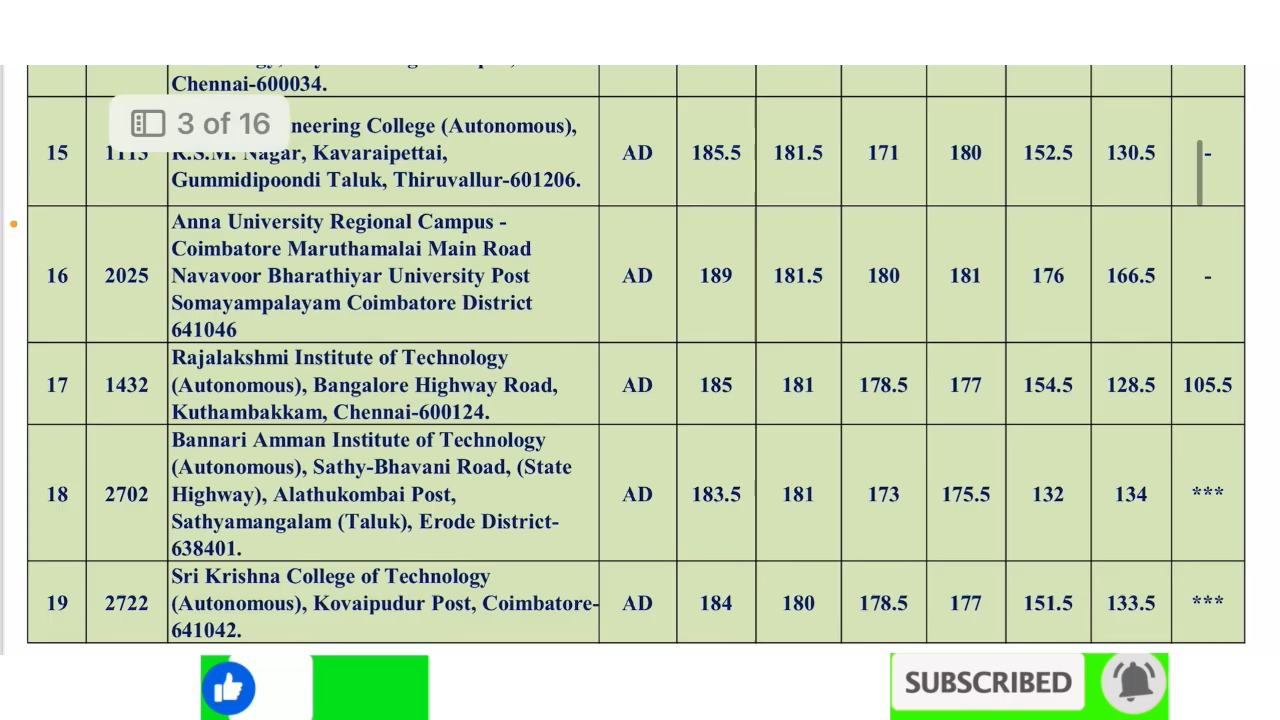 Chennai-600034.
3 of 16
15 1113 neering College (Autonomous), AD 185.5 181.5 171 180 152.5 130.5 -
R.S.M. Nagar, Kavaraipettai,
Gummidipoondi Taluk, Thiruvallur-601206.
16 2025 Anna University Regional Campus - AD 189 181.5 180 181 176 166.5 -
Coimbatore Maruthamalai Main Road
Navavoor Bharathiyar University Post
Somayampalayam Coimbatore District
641046
17 1432 Rajalakshmi Institute of Technology AD 185 181 178.5 177 154.5 128.5 105.5
(Autonomous), Bangalore Highway Road,
Kuthambakkam, Chennai-600124.
18 2702 Bannari Amman Institute of Technology AD 183.5 181 173 175.5 132 134 ***
(Autonomous), Sathy-Bhavani Road, (State
Highway), Alathukombai Post,
Sathyamangalam (Taluk), Erode District-
638401.
19 2722 Sri Krishna College of Technology AD 184 180 178.5 177 151.5 133.5 ***
(Autonomous), Kovaipudur Post, Coimbatore-
641042.
SUBSCRIBED